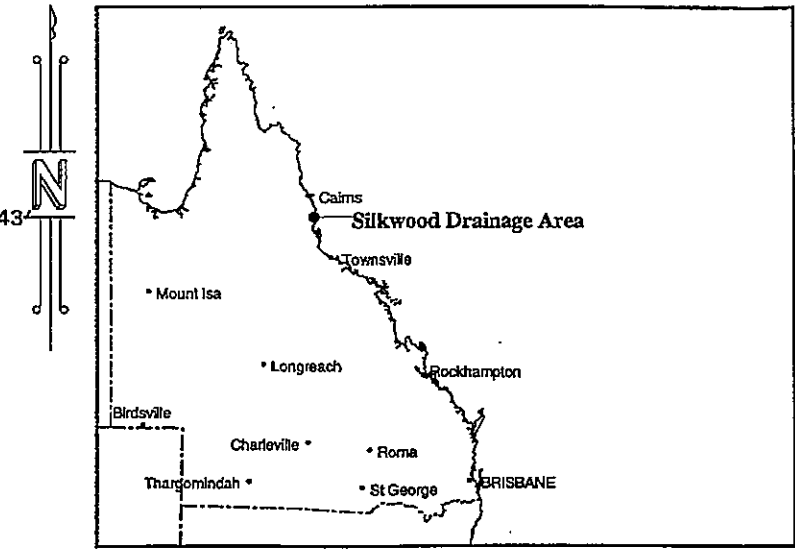 Cairns
N
43'
Silkwood Drainage Area
Townsville
Mount Isa
Longreach
Rockhampton
Birdsville
Charleville
Roma
Thargomindah
St George
BRISBANE